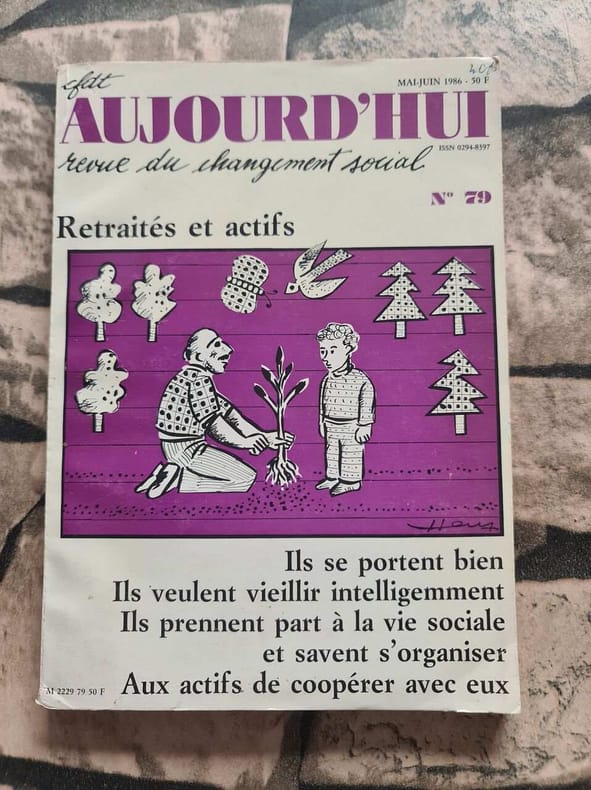 cfdt
MAI-JUIN 1986 - 50 F
AUJOURD'HUI
ISSN 0294-8397
revue du changement social
N° 79
Retraités et actifs
Ils se portent bien
Ils veulent vieillir intelligemment
Ils prennent part à la vie sociale
et savent s'organiser
Aux actifs de coopérer avec eux
M 2229 79 50 F